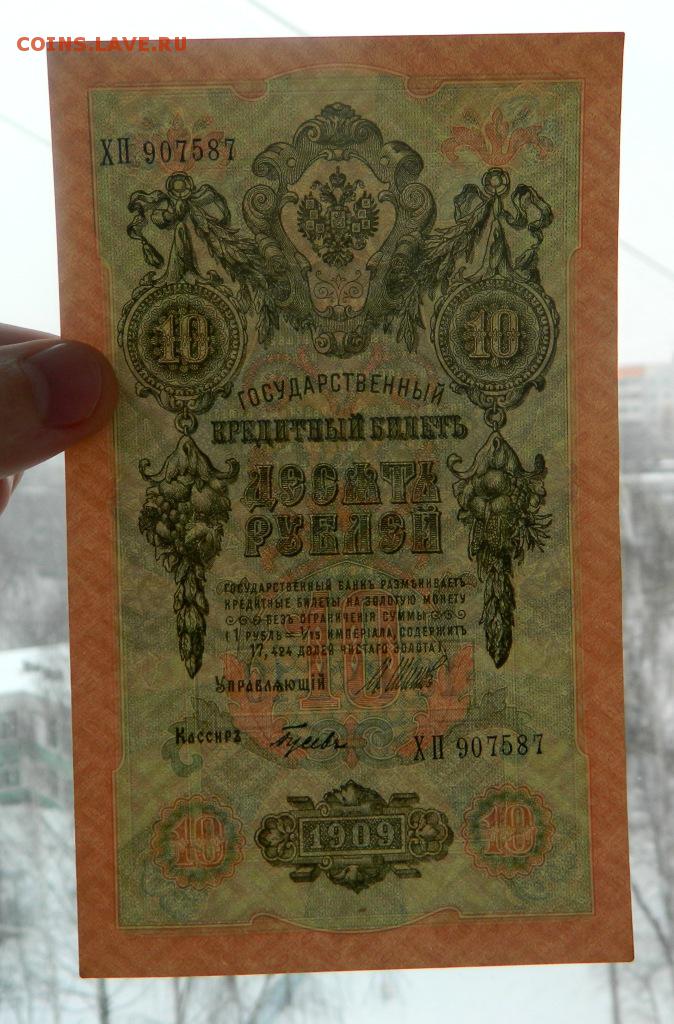 COINS.LAVE.RU
ХП 907587
10 10
ГОСУДАРСТВЕННЫЙ
КРЕДИТНЫЙ БИЛЕТЪ
ДЕСЯТЬ
РУБЛЕЙ
ГОСУДАРСТВЕННЫЙ БАНКЪ РАЗМѢНИВАЕТЪ
КРЕДИТНЫЕ БИЛЕТЫ НА ЗОЛОТУЮ МОНЕТУ
БЕЗЪ ОГРАНИЧЕНІЯ СУММЫ
(1 РУБЛЬ = 1/15 ИМПЕРІАЛА, СОДЕРЖИТЪ
17,424 ДОЛЕЙ ЧИСТАГО ЗОЛОТА).
10
Управляющій
Кассиръ
ХП 907587
10 1909 10